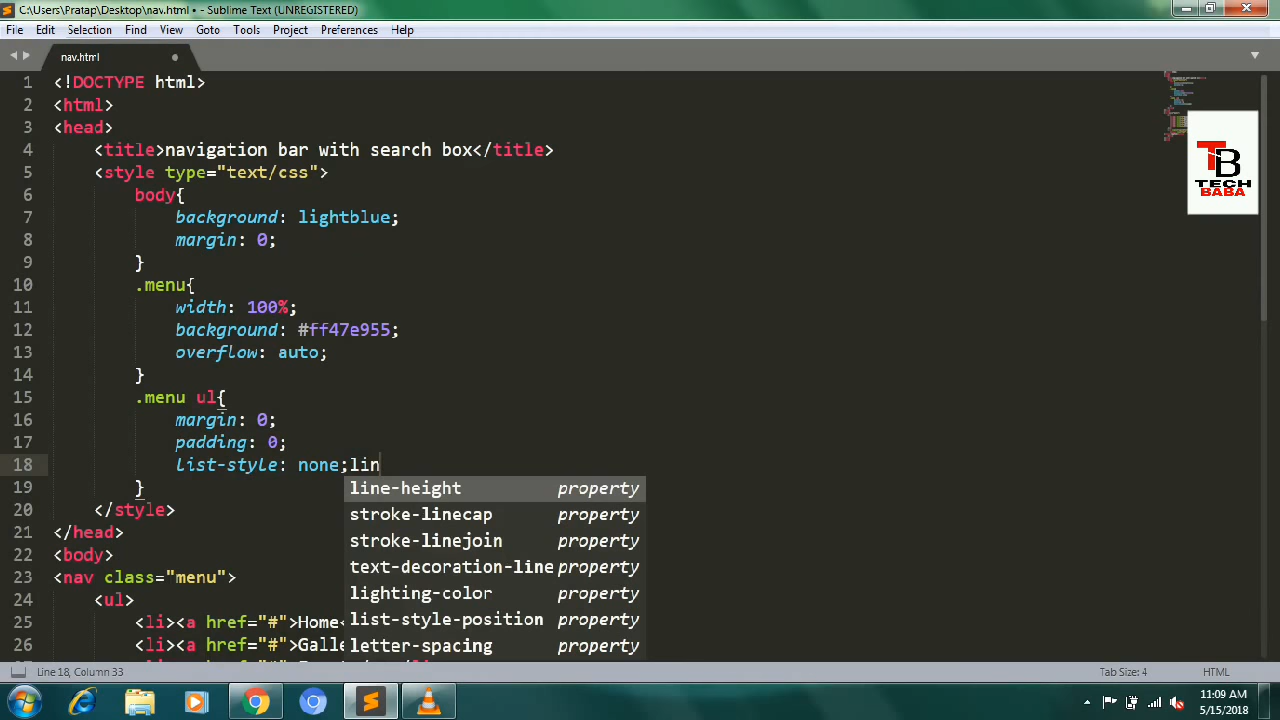 C:\Users\Pratap\Desktop\nav.html • - Sublime Text (UNREGISTERED)
File Edit Selection Find View Goto Tools Project Preferences Help
nav.html
1 <!DOCTYPE html>
2 <html>
3 <head>
4 <title>navigation bar with search box</title>
5 <style type="text/css">
6 body{
7 background: lightblue;
8 margin: 0;
9 }
10 .menu{
11 width: 100%;
12 background: #ff47e955;
13 overflow: auto;
14 }
15 .menu ul{
16 margin: 0;
17 padding: 0;
18 list-style: none;lin
19 }
line-height property
20 </style>
stroke-linecap property
21 </head>
stroke-linejoin property
22 <body>
text-decoration-line property
23 <nav class="menu">
lighting-color property
24 <ul>
list-style-position property
25 <li><a href="#">Home<
letter-spacing property
26 <li><a href="#">Galle
TB
TECH
BABA
Line 18, Column 33
Tab Size: 4
HTML
11:09 AM
5/15/2018